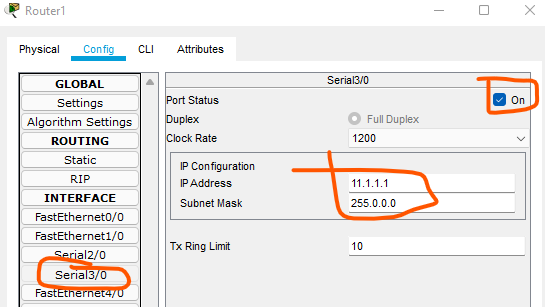 Router1
Physical Config CLI Attributes
GLOBAL
Settings
Algorithm Settings
ROUTING
Static
RIP
INTERFACE
FastEthernet0/0
FastEthernet1/0
Serial2/0
Serial3/0
FastEthernet4/0
Serial3/0
Port Status On
Duplex Full Duplex
Clock Rate 1200
IP Configuration
IP Address 11.1.1.1
Subnet Mask 255.0.0.0
Tx Ring Limit 10